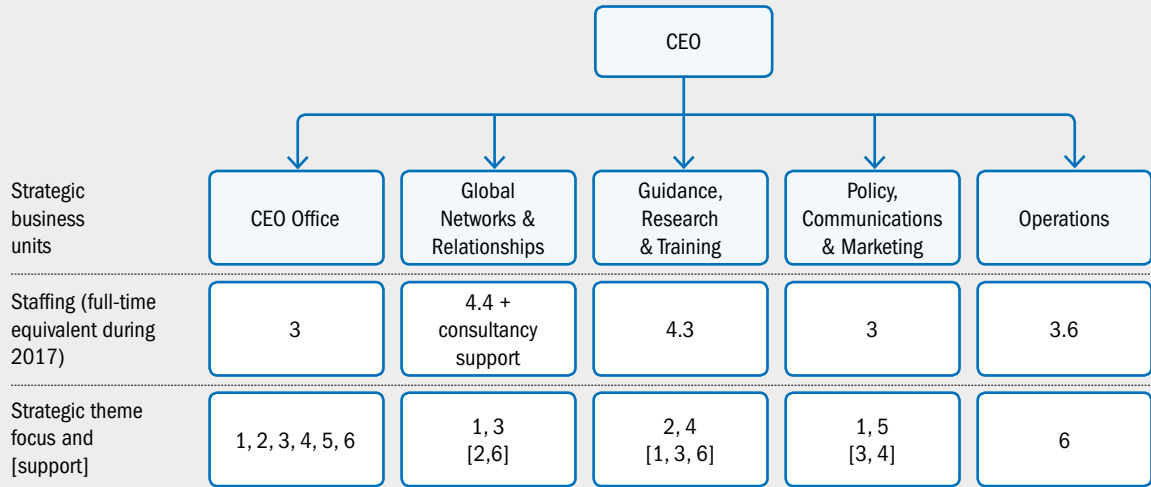 CEO
Strategic
business
units
CEO Office
Global
Networks &
Relationships
Guidance,
Research
& Training
Policy,
Communications
& Marketing
Operations
Staffing (full-time
equivalent during
2017)
3
4.4 +
consultancy
support
4.3
3
3.6
Strategic theme
focus and
[support]
1, 2, 3, 4, 5, 6
1, 3
[2,6]
2, 4
[1, 3, 6]
1, 5
[3, 4]
6